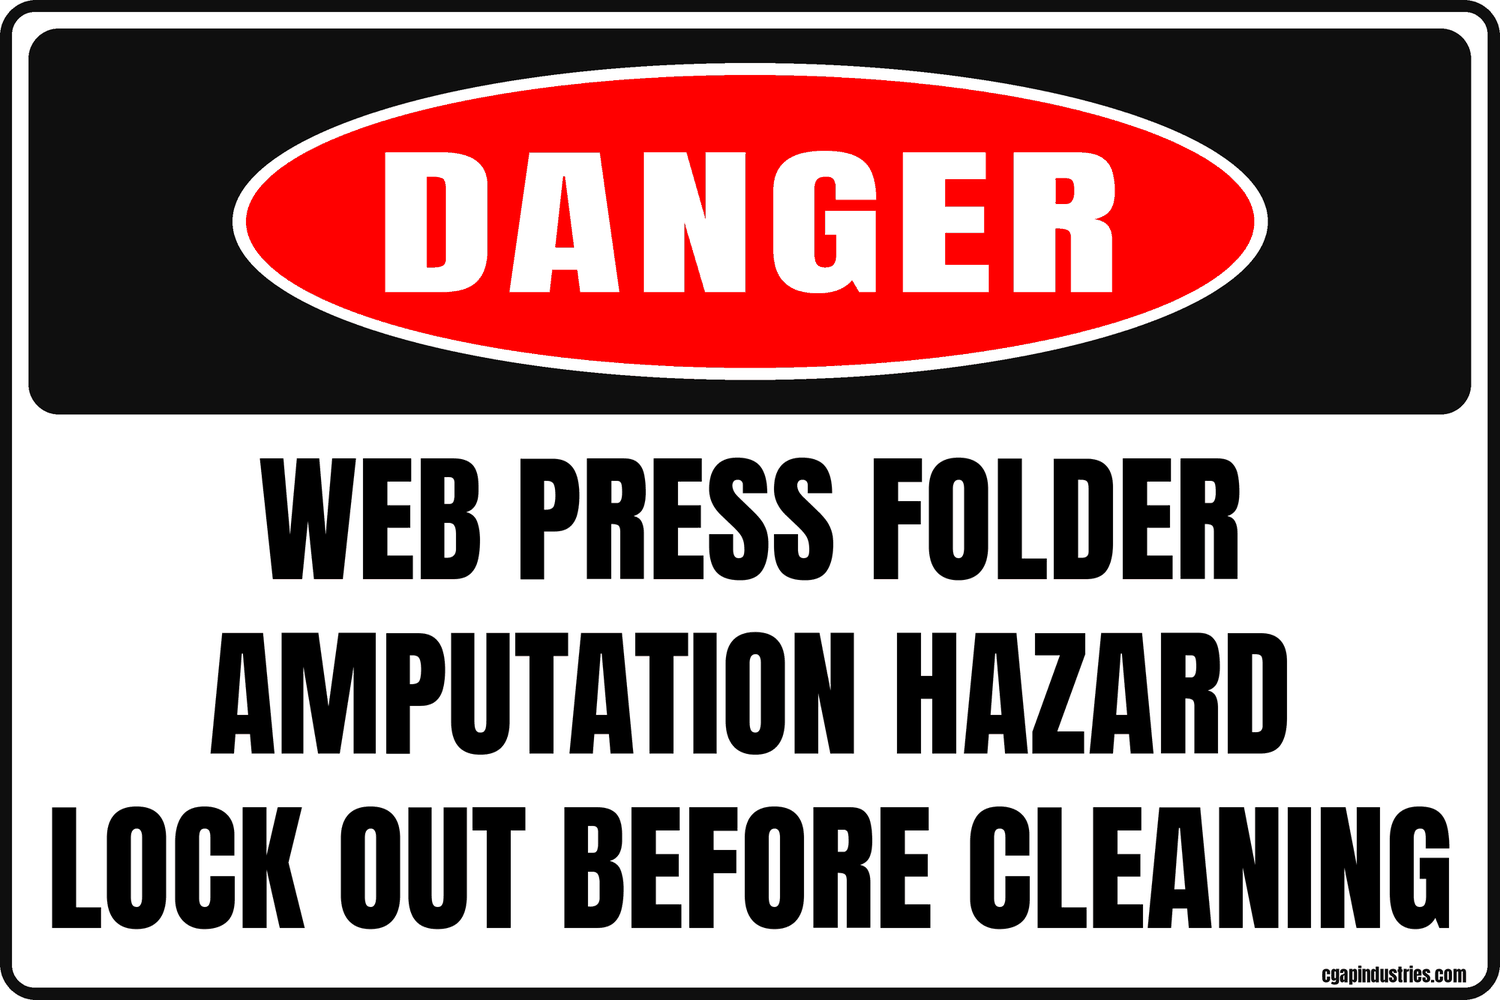 DANGER
WEB PRESS FOLDER
AMPUTATION HAZARD
LOCK OUT BEFORE CLEANING
cgapindustries.com